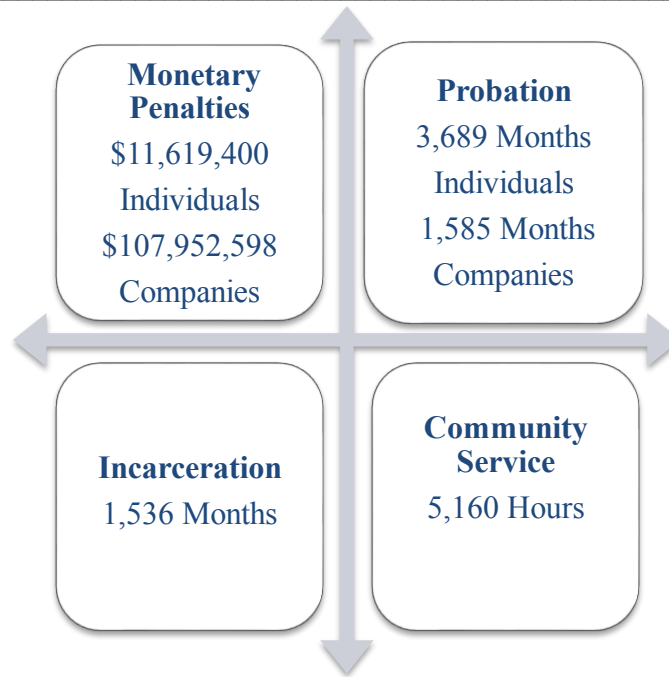 Monetary
Penalties
$11,619,400
Individuals
$107,952,598
Companies
Probation
3,689 Months
Individuals
1,585 Months
Companies
Incarceration
1,536 Months
Community
Service
5,160 Hours